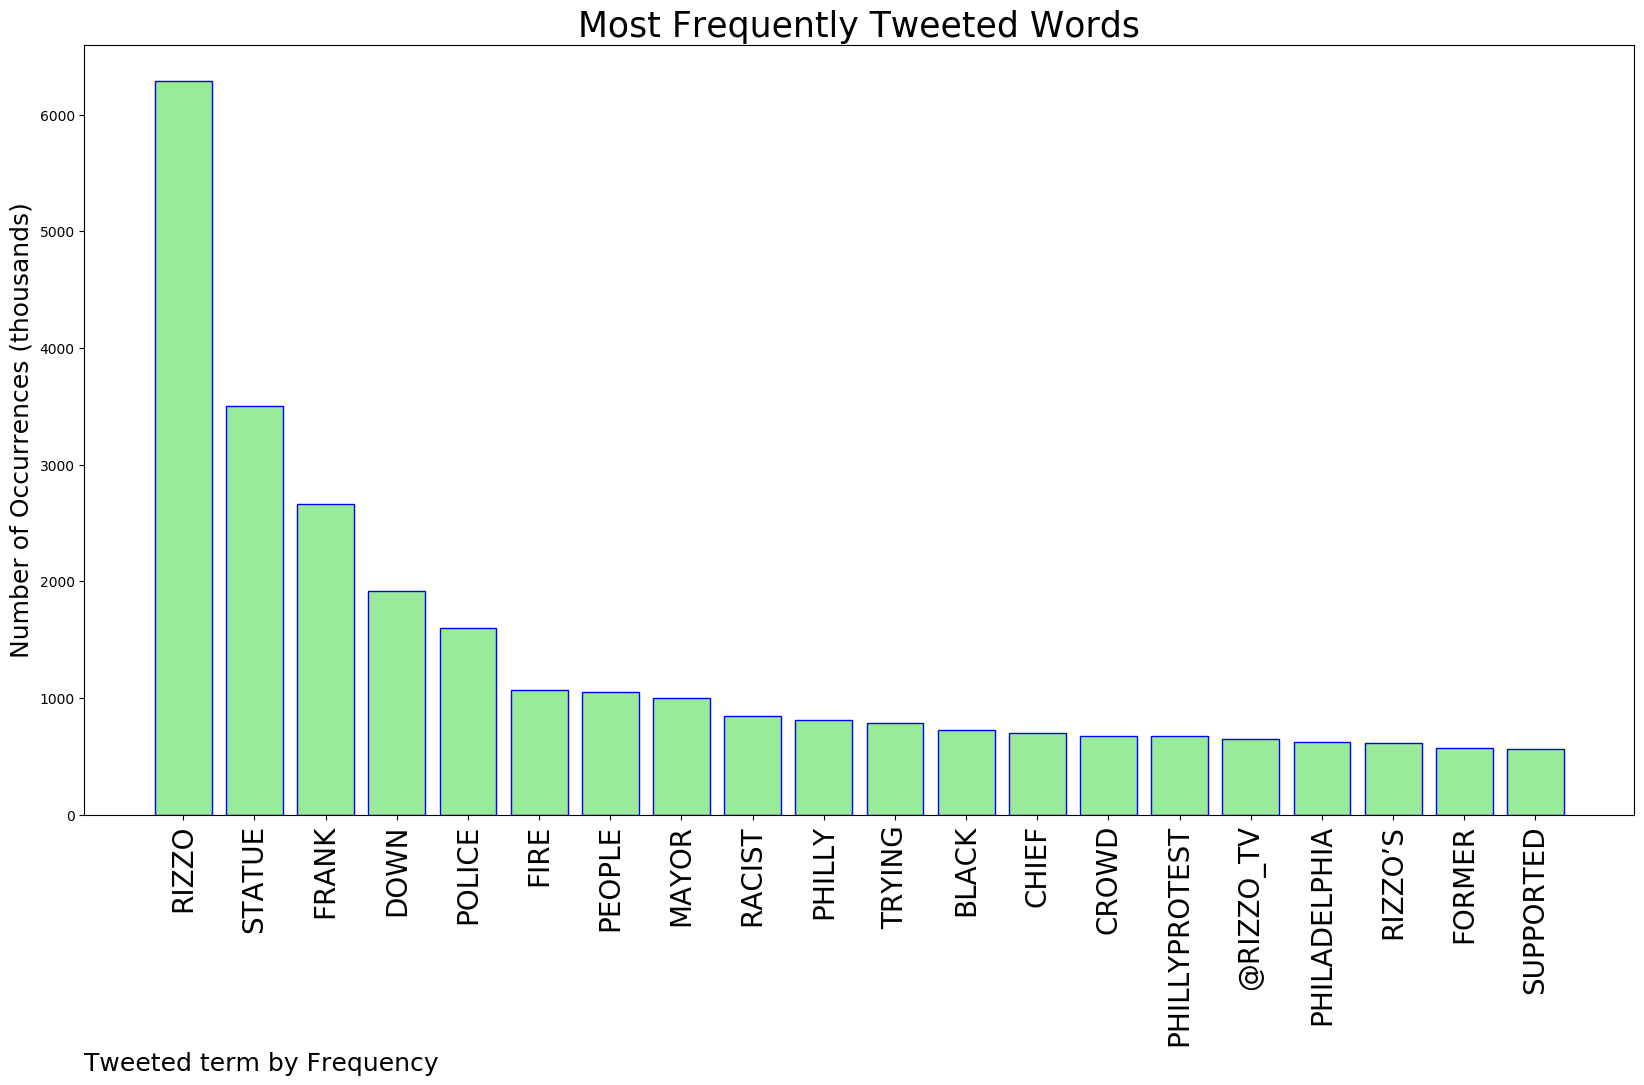 Most Frequently Tweeted Words
Number of Occurrences (thousands)
6000
5000
4000
3000
2000
1000
0
RIZZO
STATUE
FRANK
DOWN
POLICE
FIRE
PEOPLE
MAYOR
RACIST
PHILLY
TRYING
BLACK
CHIEF
CROWD
PHILLYPROTEST
@RIZZO_TV
PHILADELPHIA
RIZZO’S
FORMER
SUPPORTED
Tweeted term by Frequency